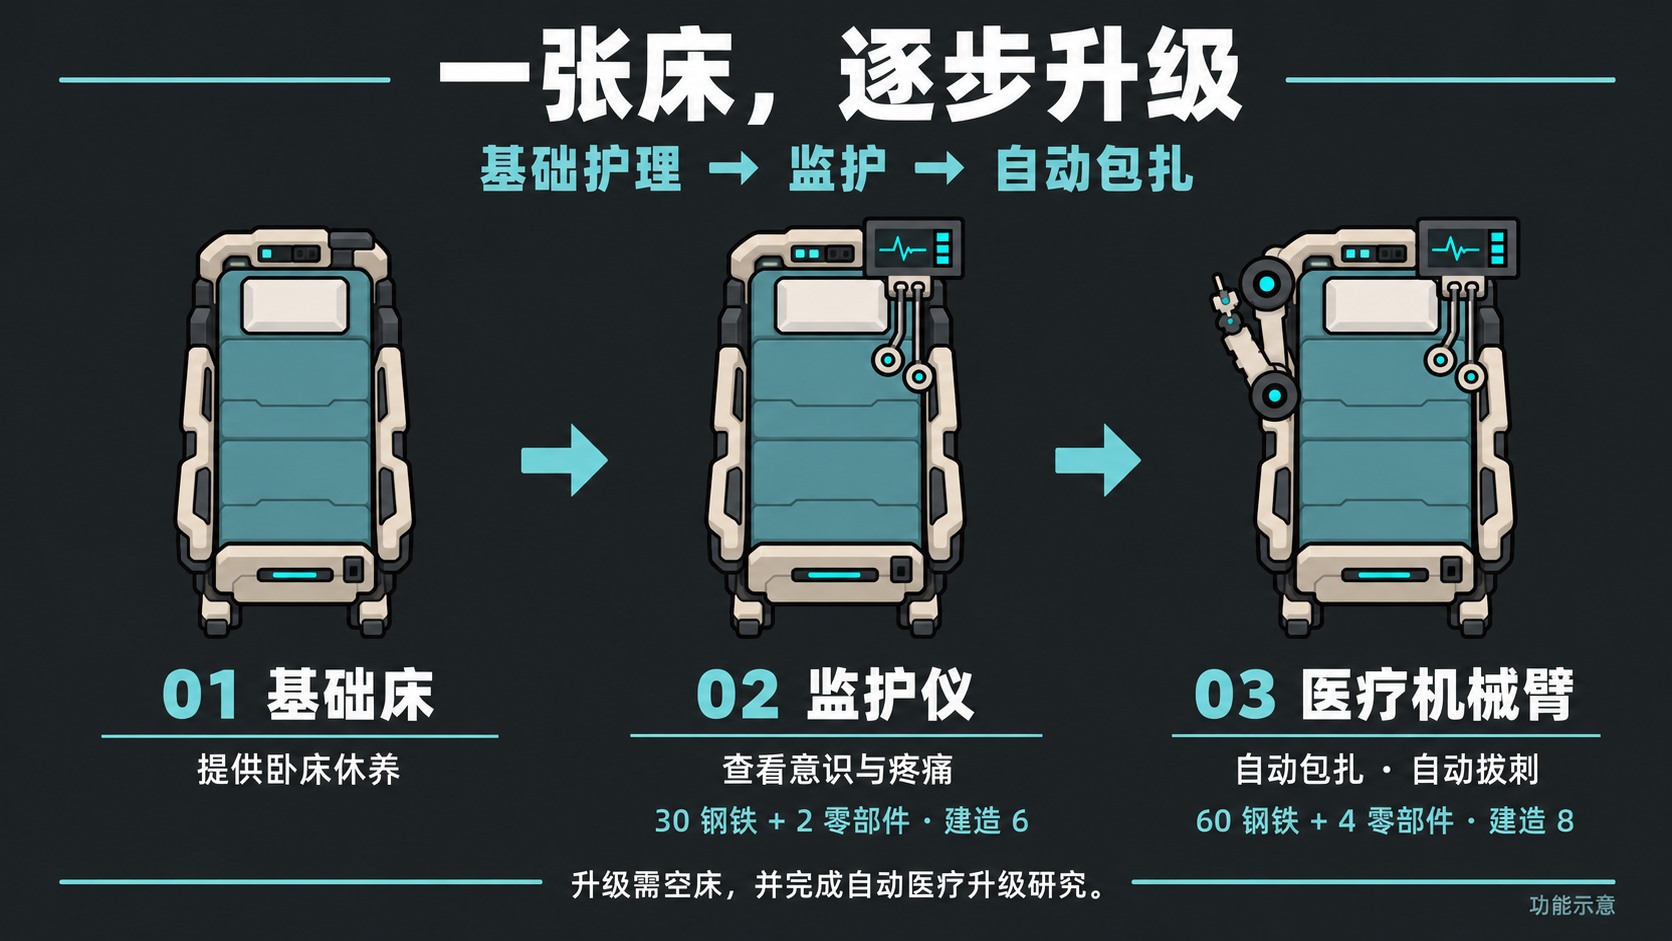 一张床，逐步升级
基础护理 → 监护 → 自动包扎
01 基础床
提供卧床休养
02 监护仪
查看意识与疼痛
30 钢铁 + 2 零部件 · 建造 6
03 医疗机械臂
自动包扎 · 自动拔刺
60 钢铁 + 4 零部件 · 建造 8
升级需空床，并完成自动医疗升级研究。
功能示意